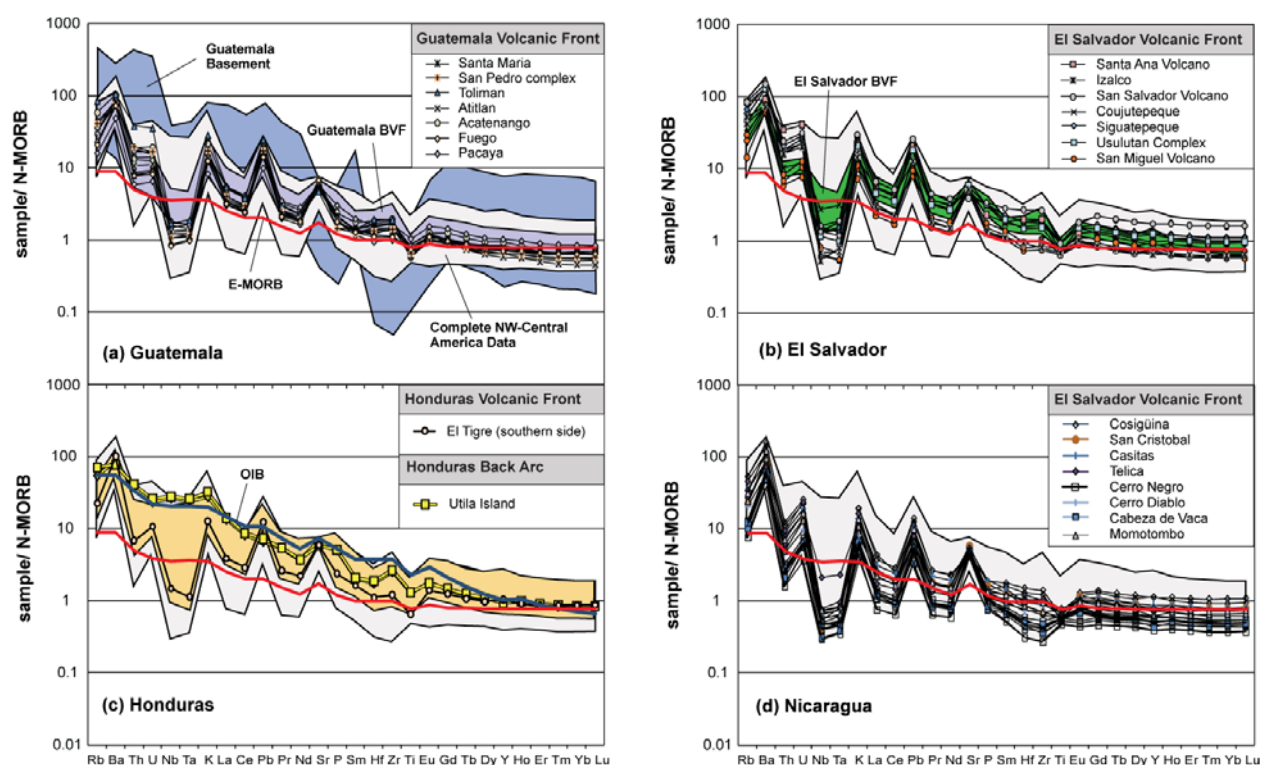 1000
100
10
1
0.1
sample/ N-MORB
Guatemala
Basement
Guatemala BVF
E-MORB
Complete NW-Central
America Data
Guatemala Volcanic Front
Santa Maria
San Pedro complex
Toliman
Atitlan
Acatenango
Fuego
Pacaya
(a) Guatemala
1000
100
10
1
0.1
sample/ N-MORB
El Salvador BVF
El Salvador Volcanic Front
Santa Ana Volcano
Izalco
San Salvador Volcano
Coujutepeque
Siguatepeque
Usulutan Complex
San Miguel Volcano
(b) El Salvador
1000
100
10
1
0.1
0.01
sample/ N-MORB
OIB
Honduras Volcanic Front
El Tigre (southern side)
Honduras Back Arc
Utila Island
(c) Honduras
Rb Ba Th U Nb Ta K La Ce Pb Pr Nd Sr P Sm Hf Zr Ti Eu Gd Tb Dy Y Ho Er Tm Yb Lu
1000
100
10
1
0.1
0.01
sample/ N-MORB
El Salvador Volcanic Front
Cosigüina
San Cristobal
Casitas
Telica
Cerro Negro
Cerro Diablo
Cabeza de Vaca
Momotombo
(d) Nicaragua
Rb Ba Th U Nb Ta K La Ce Pb Pr Nd Sr P Sm Hf Zr Ti Eu Gd Tb Dy Y Ho Er Tm Yb Lu